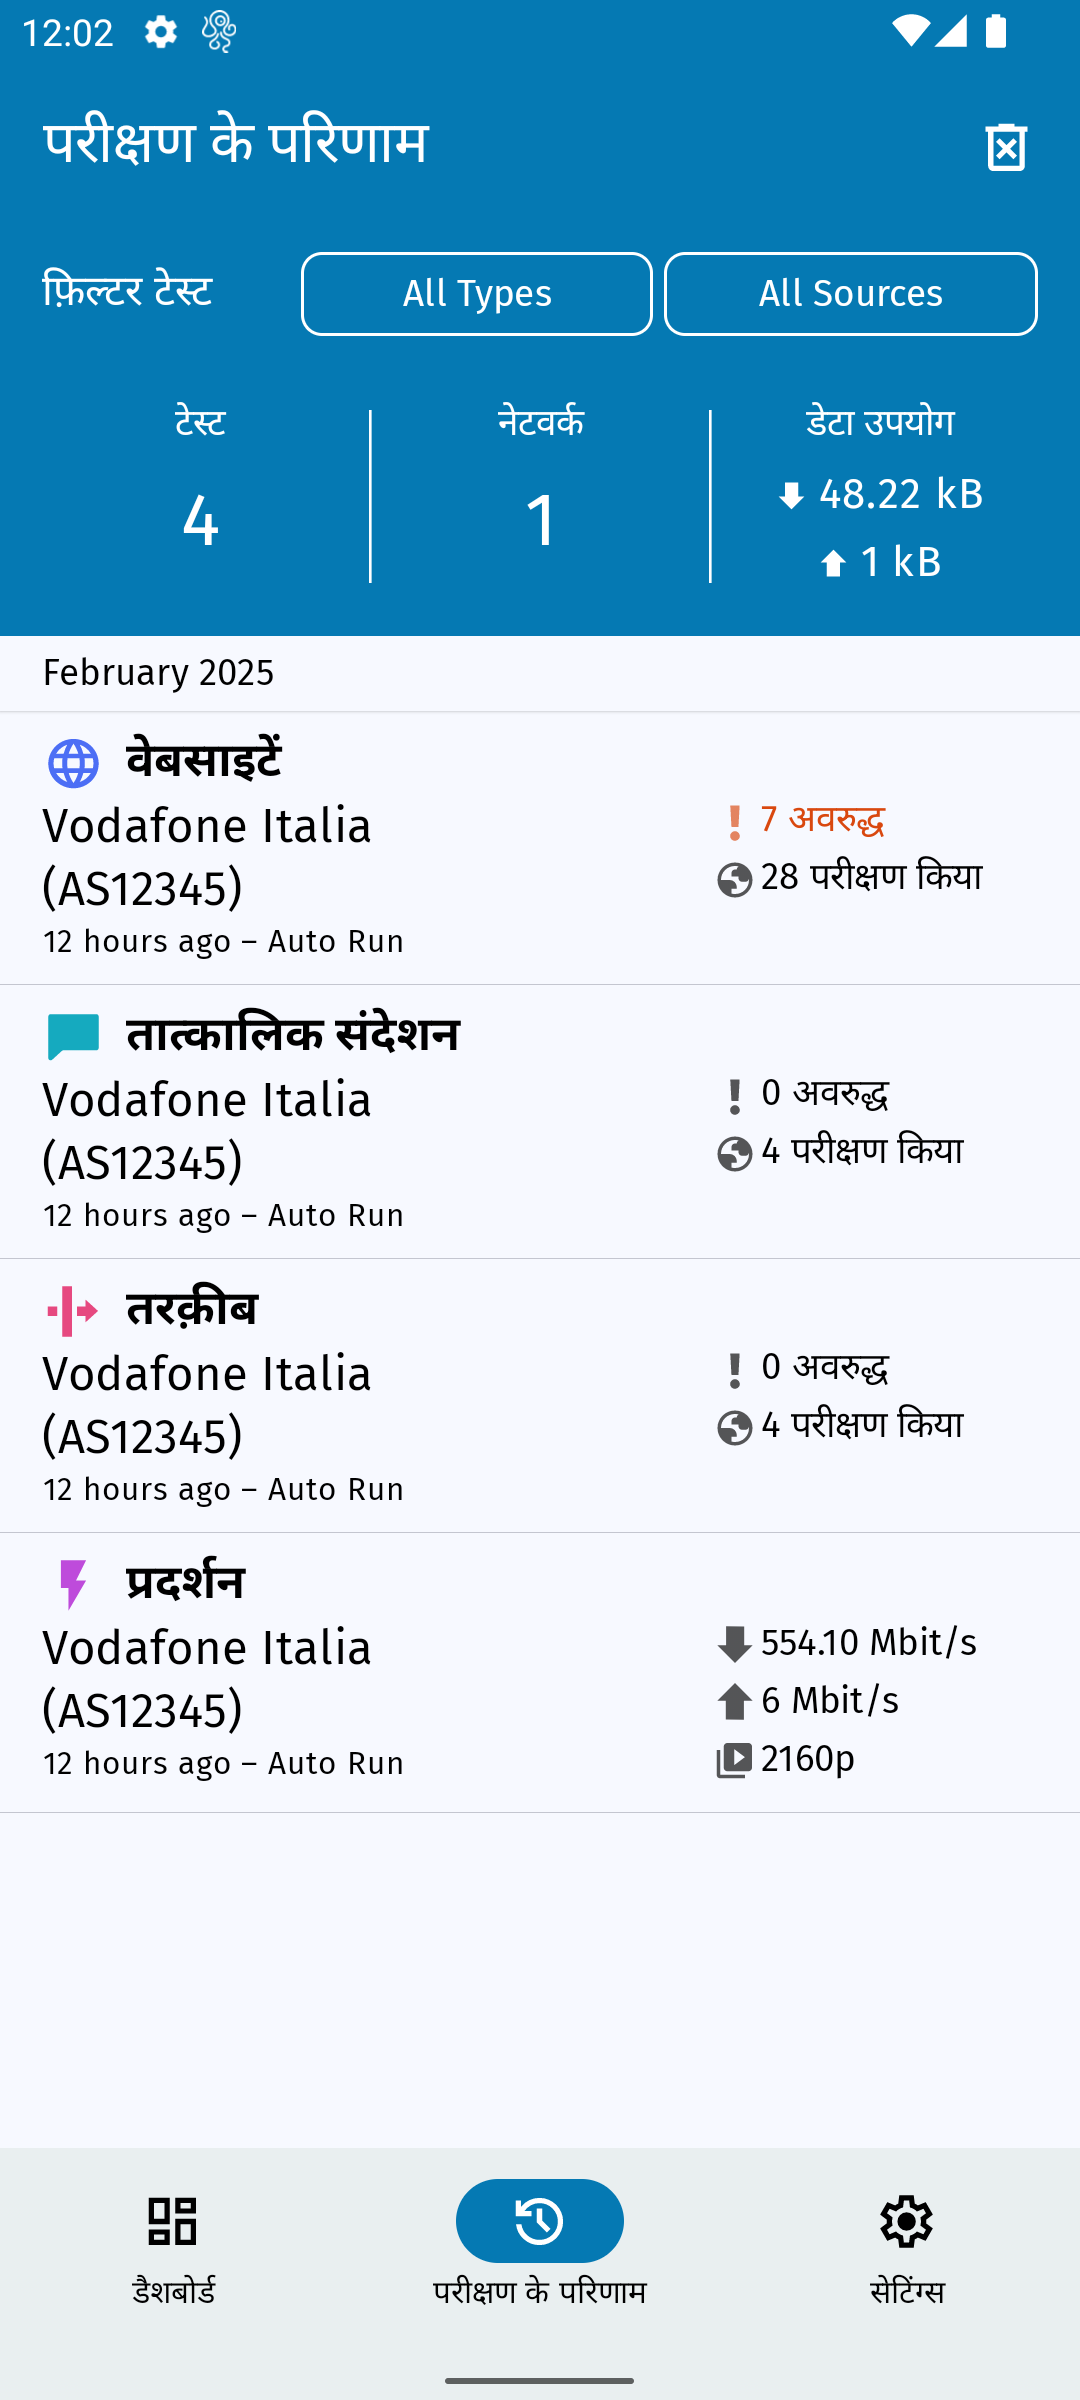 12:02
परीक्षण के परिणाम
फ़िल्टर टेस्ट
All Types
All Sources
टेस्ट
4
नेटवर्क
1
डेटा उपयोग
48.22 kB
1 kB
February 2025
वेबसाइटें
Vodafone Italia
(AS12345)
12 hours ago – Auto Run
7 अवरुद्ध
28 परीक्षण किया
तात्कालिक संदेशन
Vodafone Italia
(AS12345)
12 hours ago – Auto Run
0 अवरुद्ध
4 परीक्षण किया
तरक़ीब
Vodafone Italia
(AS12345)
12 hours ago – Auto Run
0 अवरुद्ध
4 परीक्षण किया
प्रदर्शन
Vodafone Italia
(AS12345)
12 hours ago – Auto Run
554.10 Mbit/s
6 Mbit/s
2160p
डैशबोर्ड
परीक्षण के परिणाम
सेटिंग्स